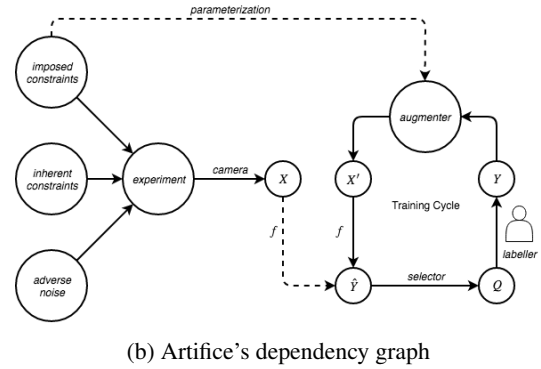 parameterization
imposed
constraints
augmenter
inherent
constraints
experiment
camera
X
X′
Training Cycle
Y
labeller
f
f
adverse
noise
Ŷ
selector
Q
(b) Artifice's dependency graph